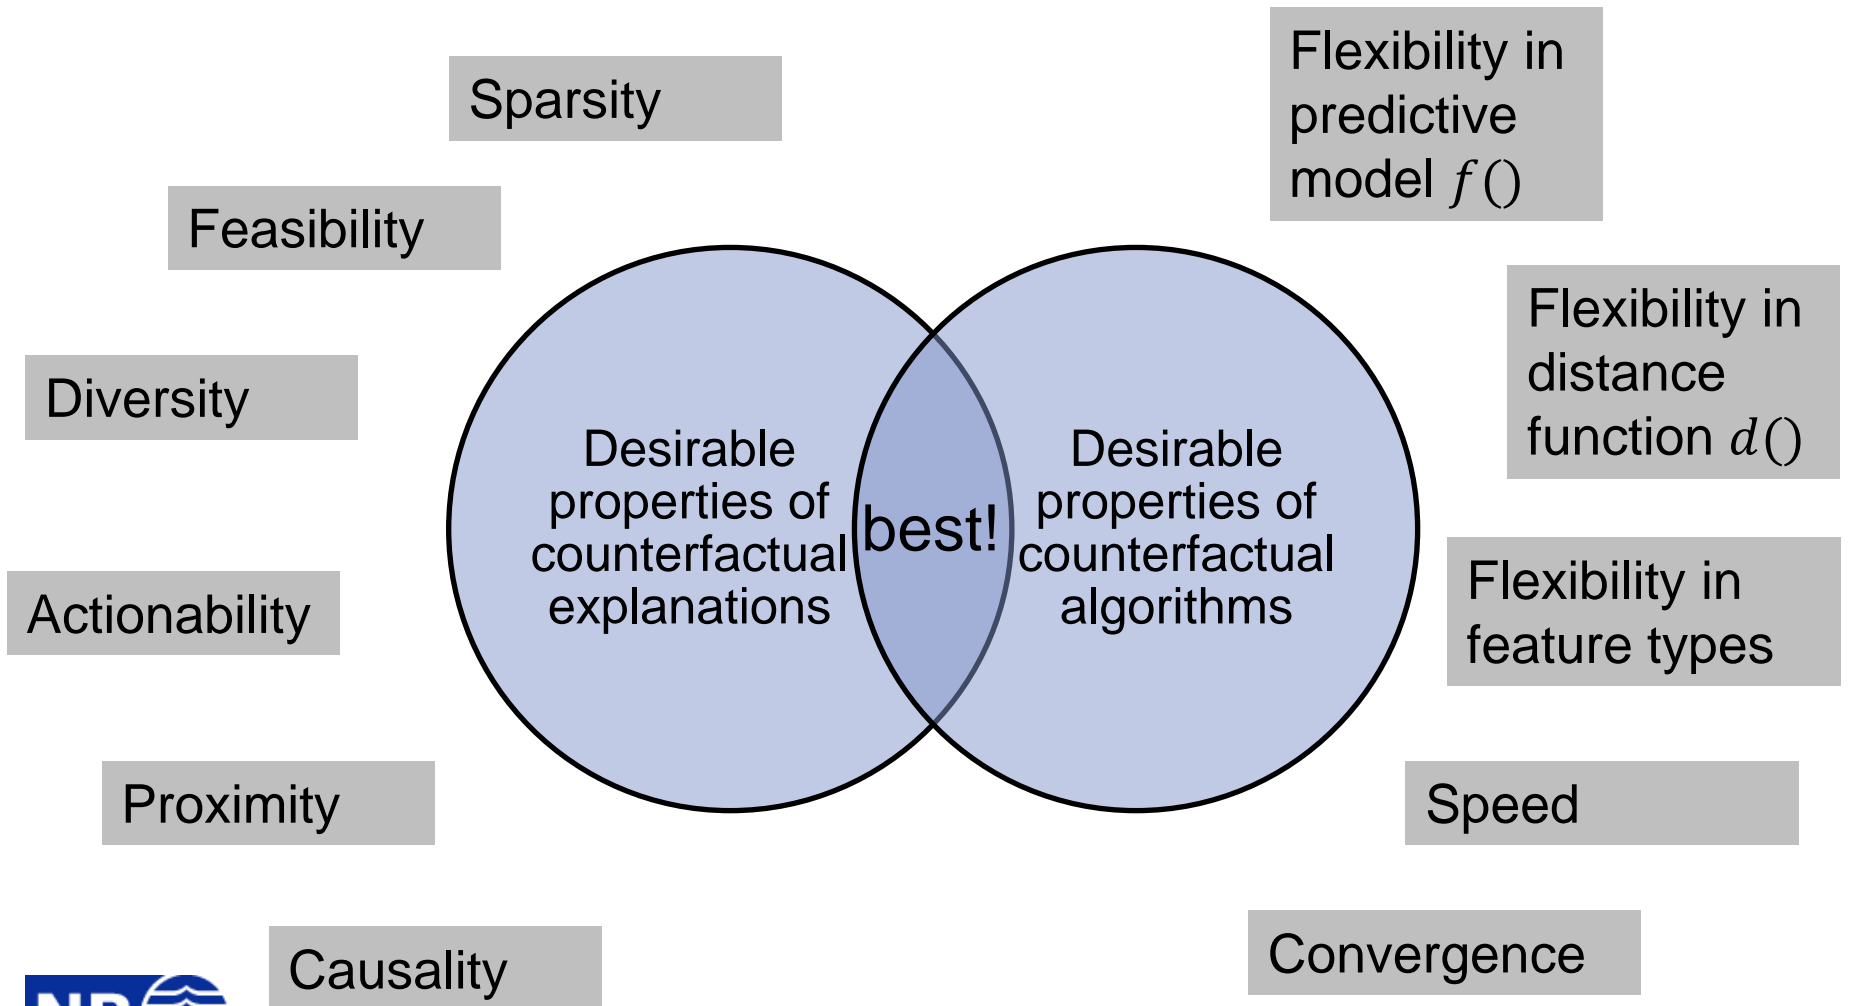 Sparsity
Feasibility
Diversity
Actionability
Proximity
Causality
Desirable
properties of
counterfactual
explanations
best!
Desirable
properties of
counterfactual
algorithms
Flexibility in
predictive
model f()
Flexibility in
distance
function d()
Flexibility in
feature types
Speed
Convergence